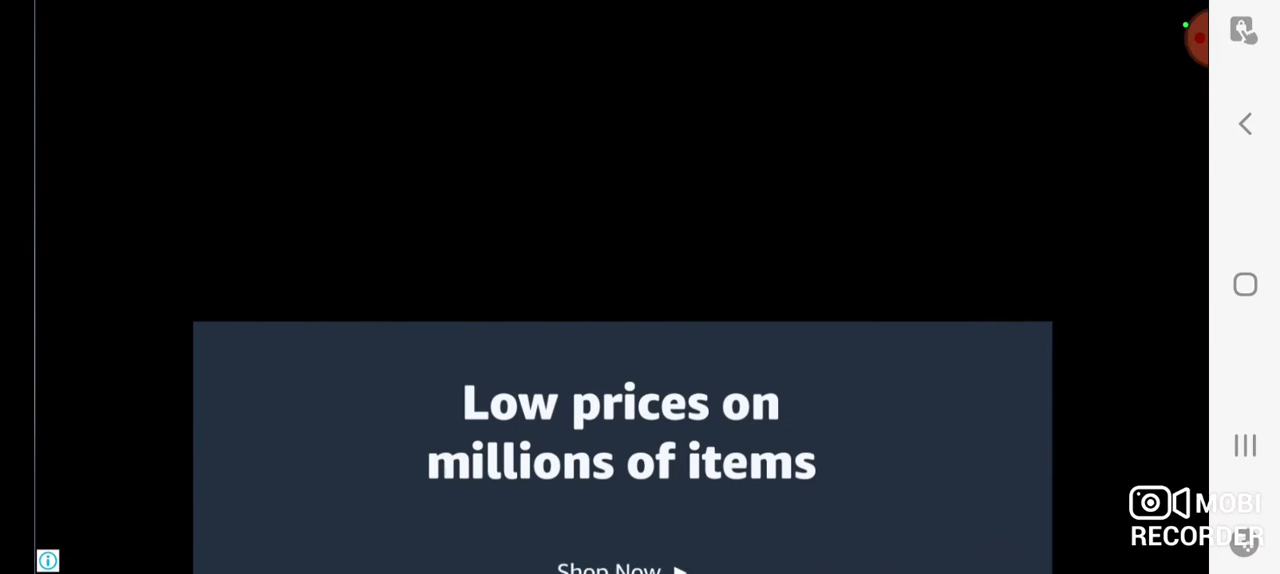 Low prices on
millions of items
Shop Now
MOBI
RECORDER